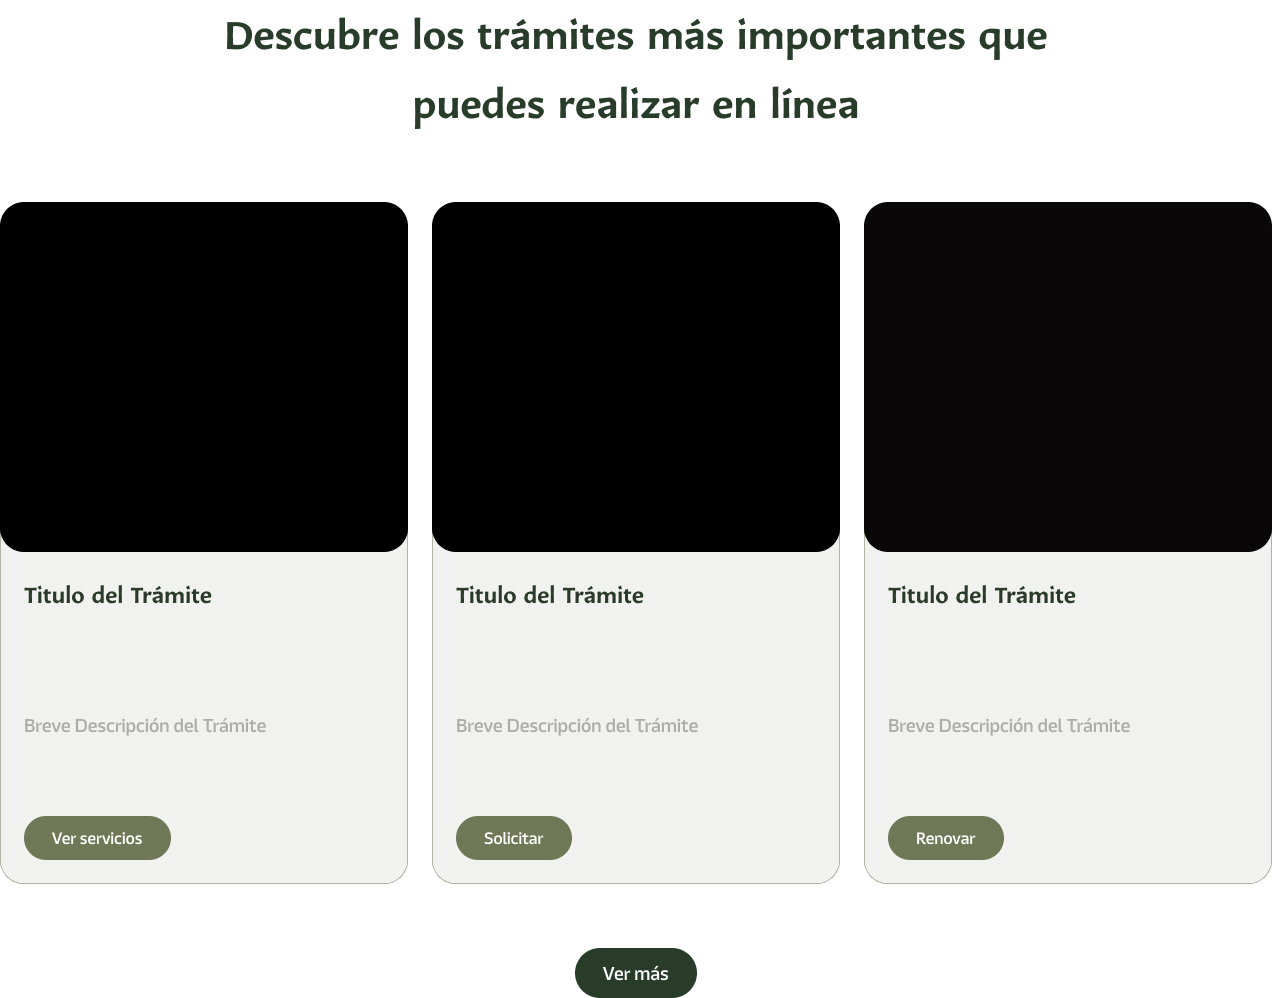 Descubre los trámites más importantes que
puedes realizar en línea
Titulo del Trámite
Breve Descripción del Trámite
Ver servicios
Titulo del Trámite
Breve Descripción del Trámite
Solicitar
Titulo del Trámite
Breve Descripción del Trámite
Renovar
Ver más